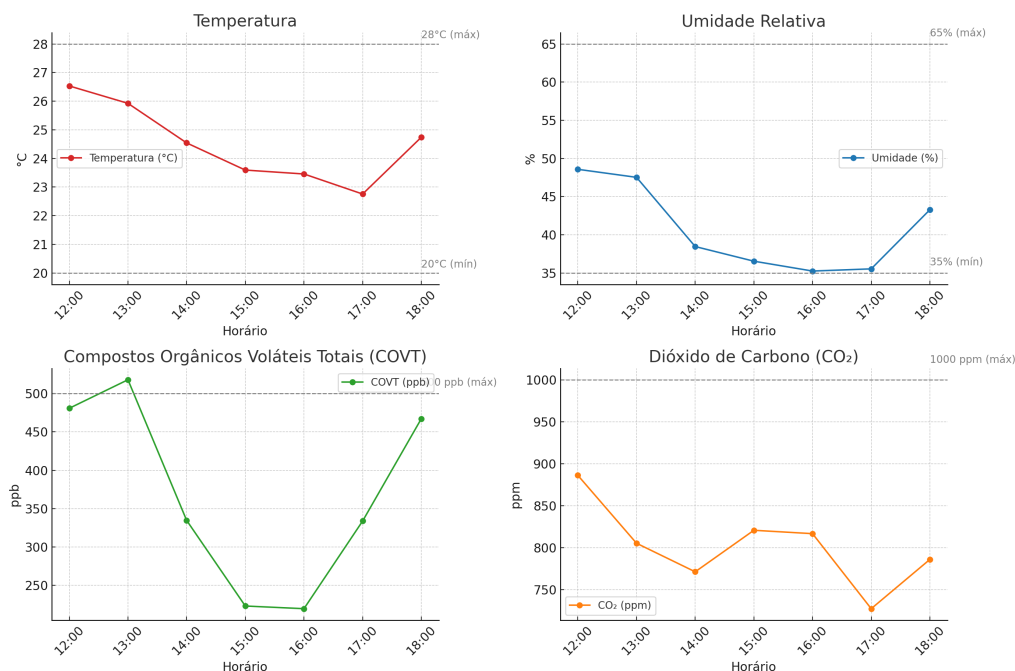 Temperatura
28°C (máx)
28
27
26
25
24
23
22
21
20
°C
Temperatura (°C)
20°C (mín)
12:00
13:00
14:00
15:00
16:00
17:00
18:00
Horário
Umidade Relativa
65% (máx)
65
60
55
50
45
40
35
%
Umidade (%)
35% (mín)
12:00
13:00
14:00
15:00
16:00
17:00
18:00
Horário
Compostos Orgânicos Voláteis Totais (COVT)
COVT (ppb)
0 ppb (máx)
500
450
400
350
300
250
ppb
12:00
13:00
14:00
15:00
16:00
17:00
18:00
Horário
Dióxido de Carbono (CO₂)
1000 ppm (máx)
1000
950
900
850
800
750
ppm
CO₂ (ppm)
12:00
13:00
14:00
15:00
16:00
17:00
18:00
Horário